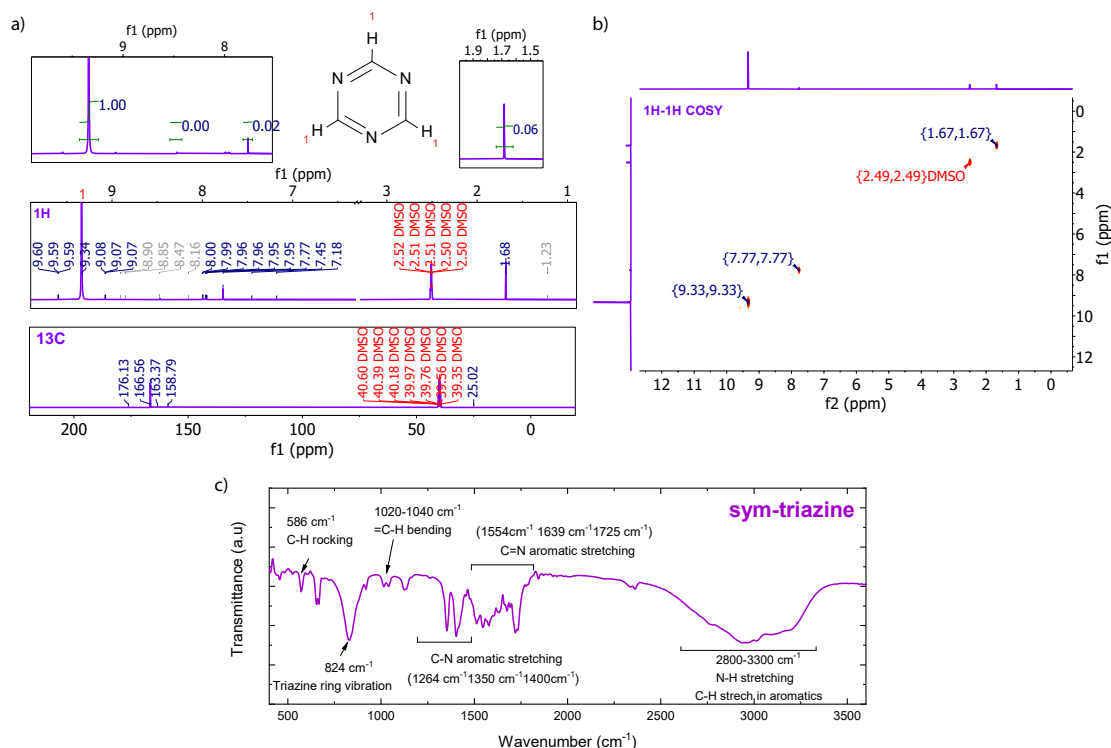 a)
f1 (ppm)
9 8
1.00
0.00
0.02
1
H
N N
N
H H
1 1
f1 (ppm)
1.9 1.7 1.5
0.06
f1 (ppm)
1 9 8 7 3 2 1
1H
9.60
9.59
9.59
9.34
9.08
9.07
9.07
8.90
8.85
8.47
8.16
8.00
7.99
7.96
7.96
7.95
7.95
7.77
7.45
7.18
2.52 DMSO
2.51 DMSO
2.51 DMSO
2.50 DMSO
2.50 DMSO
1.68
1.23
13C
176.13
166.56
163.37
158.79
40.60 DMSO
40.39 DMSO
40.18 DMSO
39.97 DMSO
39.76 DMSO
39.56 DMSO
39.35 DMSO
25.02
200 150 100 50 0
f1 (ppm)
b)
1H-1H COSY
{1.67,1.67}
{2.49,2.49}DMSO
{7.77,7.77}
{9.33,9.33}
0
2
4
6
8
10
12
f1 (ppm)
12 11 10 9 8 7 6 5 4 3 2 1 0
f2 (ppm)
c)
sym-triazine
586 cm⁻¹
C-H rocking
1020-1040 cm⁻¹
=C-H bending
(1554cm⁻¹ 1639 cm⁻¹1725 cm⁻¹)
C=N aromatic stretching
824 cm⁻¹
Triazine ring vibration
C-N aromatic stretching
(1264 cm⁻¹1350 cm⁻¹1400cm⁻¹)
2800-3300 cm⁻¹
N-H stretching
C-H strech in aromatics
Transmittance (a.u)
500 1000 1500 2000 2500 3000 3500
Wavenumber (cm⁻¹)